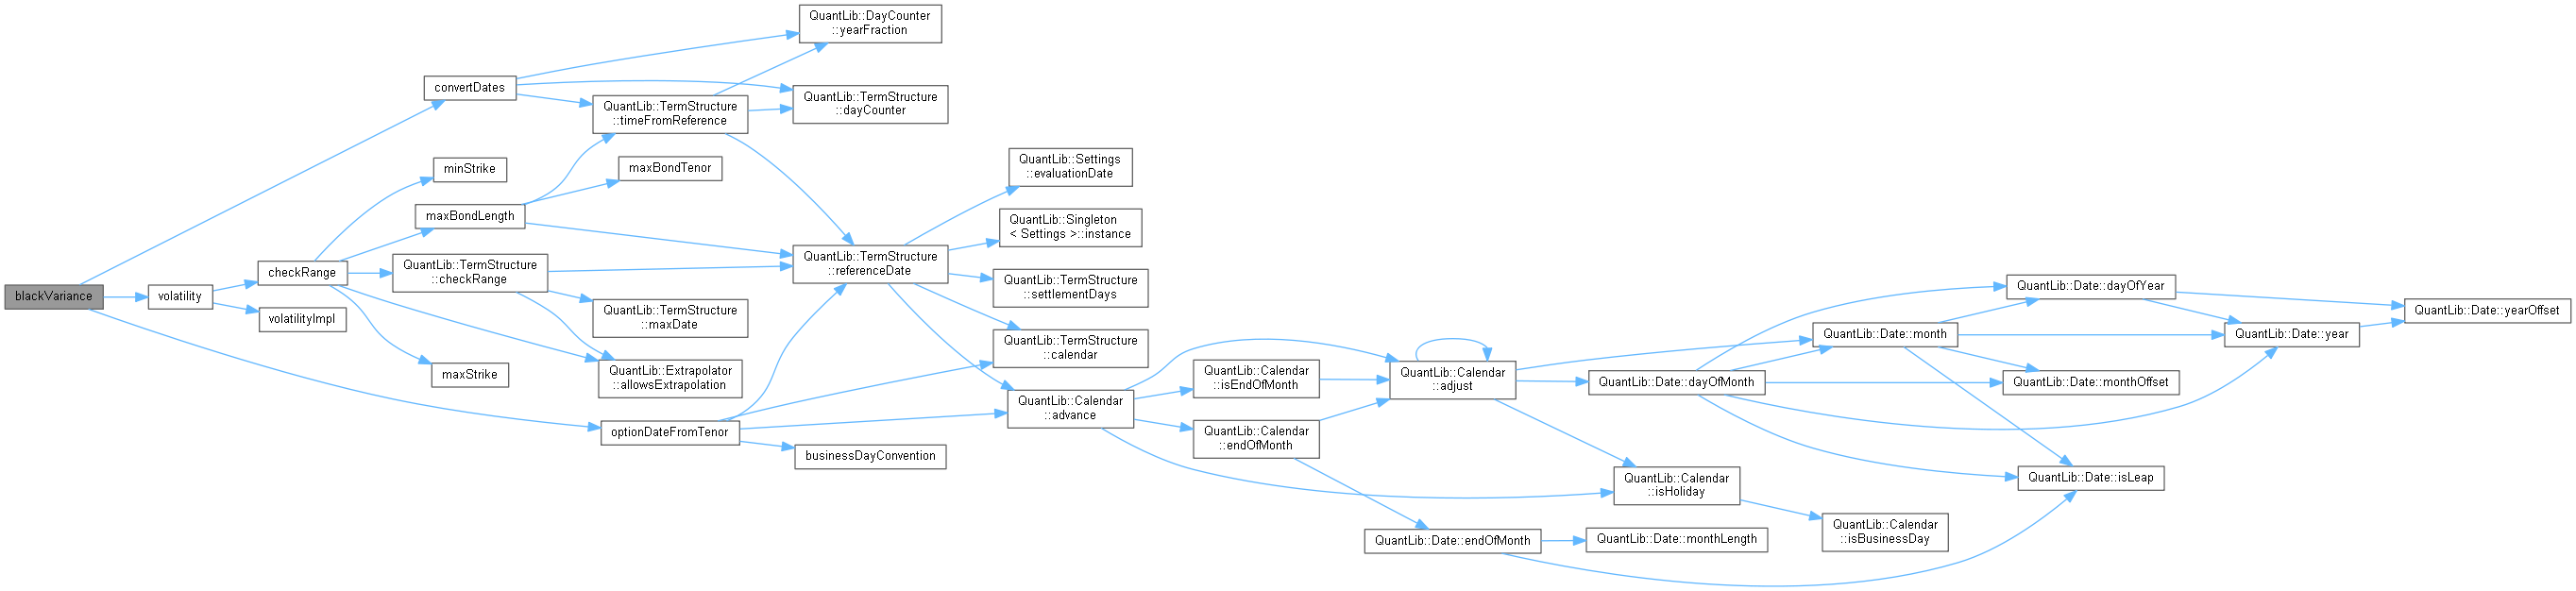 blackVariance
convertDates
volatility
optionDateFromTenor
QuantLib::DayCounter
::yearFraction
QuantLib::TermStructure
::timeFromReference
QuantLib::TermStructure
::dayCounter
checkRange
volatilityImpl
minStrike
maxBondLength
maxBondTenor
QuantLib::TermStructure
::checkRange
maxStrike
QuantLib::TermStructure
::maxDate
QuantLib::Extrapolator
::allowsExtrapolation
QuantLib::TermStructure
::referenceDate
businessDayConvention
QuantLib::Settings
::evaluationDate
QuantLib::Singleton
< Settings >::instance
QuantLib::TermStructure
::settlementDays
QuantLib::TermStructure
::calendar
QuantLib::Calendar
::advance
QuantLib::Calendar
::isEndOfMonth
QuantLib::Calendar
::endOfMonth
QuantLib::Calendar
::adjust
QuantLib::Date::endOfMonth
QuantLib::Date::dayOfMonth
QuantLib::Calendar
::isHoliday
QuantLib::Date::monthLength
QuantLib::Date::month
QuantLib::Calendar
::isBusinessDay
QuantLib::Date::dayOfYear
QuantLib::Date::monthOffset
QuantLib::Date::isLeap
QuantLib::Date::year
QuantLib::Date::yearOffset